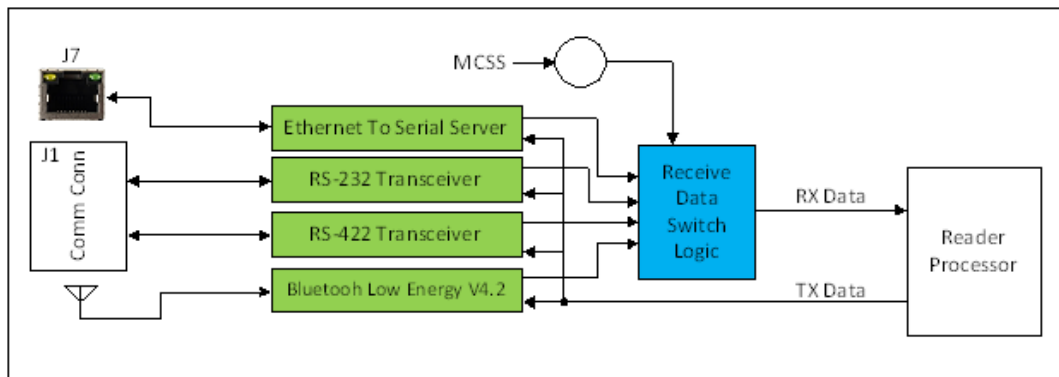 J7
MCSS
Ethernet To Serial Server
J1
Comm Conn
RS-232 Transceiver
RS-422 Transceiver
Bluetooh Low Energy V4.2
Receive
Data
Switch
Logic
RX Data
TX Data
Reader
Processor